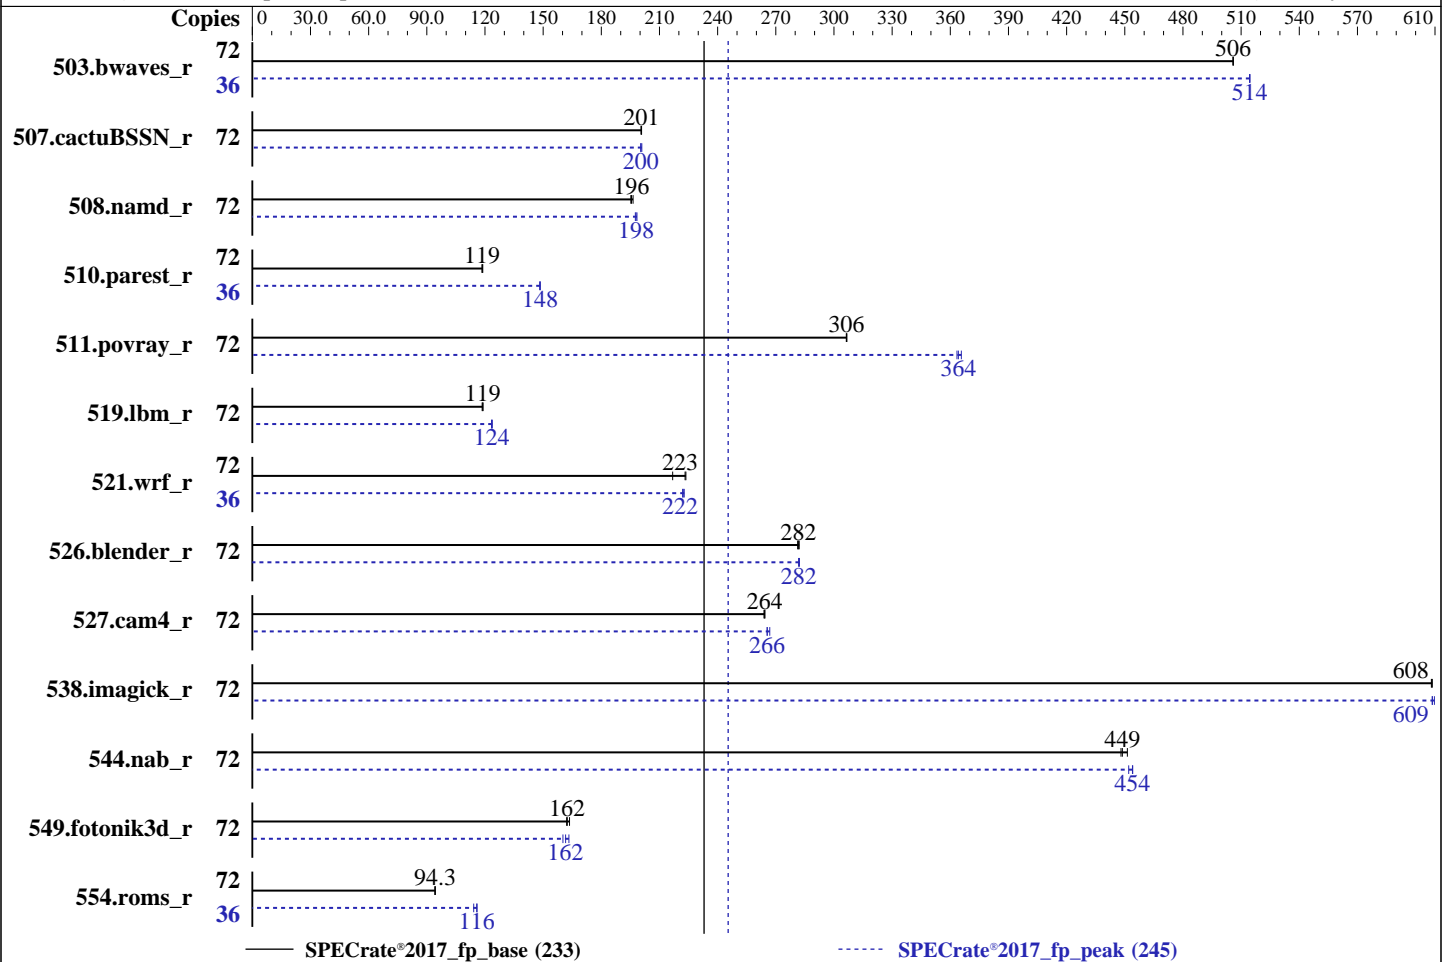 Copies 0 30.0 60.0 90.0 120 150 180 210 240 270 300 330 360 390 420 450 480 510 540 570 610
503.bwaves_r 72 506
36 514
507.cactuBSSN_r 72 201
200
508.namd_r 72 196
198
510.parest_r 72 119
36 148
511.povray_r 72 306
364
519.lbm_r 72 119
124
521.wrf_r 72 223
36 222
526.blender_r 72 282
282
527.cam4_r 72 264
266
538.imagick_r 72 608
609
544.nab_r 72 449
454
549.fotonik3d_r 72 162
162
554.roms_r 72 94.3
36 116
SPECrate®2017_fp_base (233) SPECrate®2017_fp_peak (245)